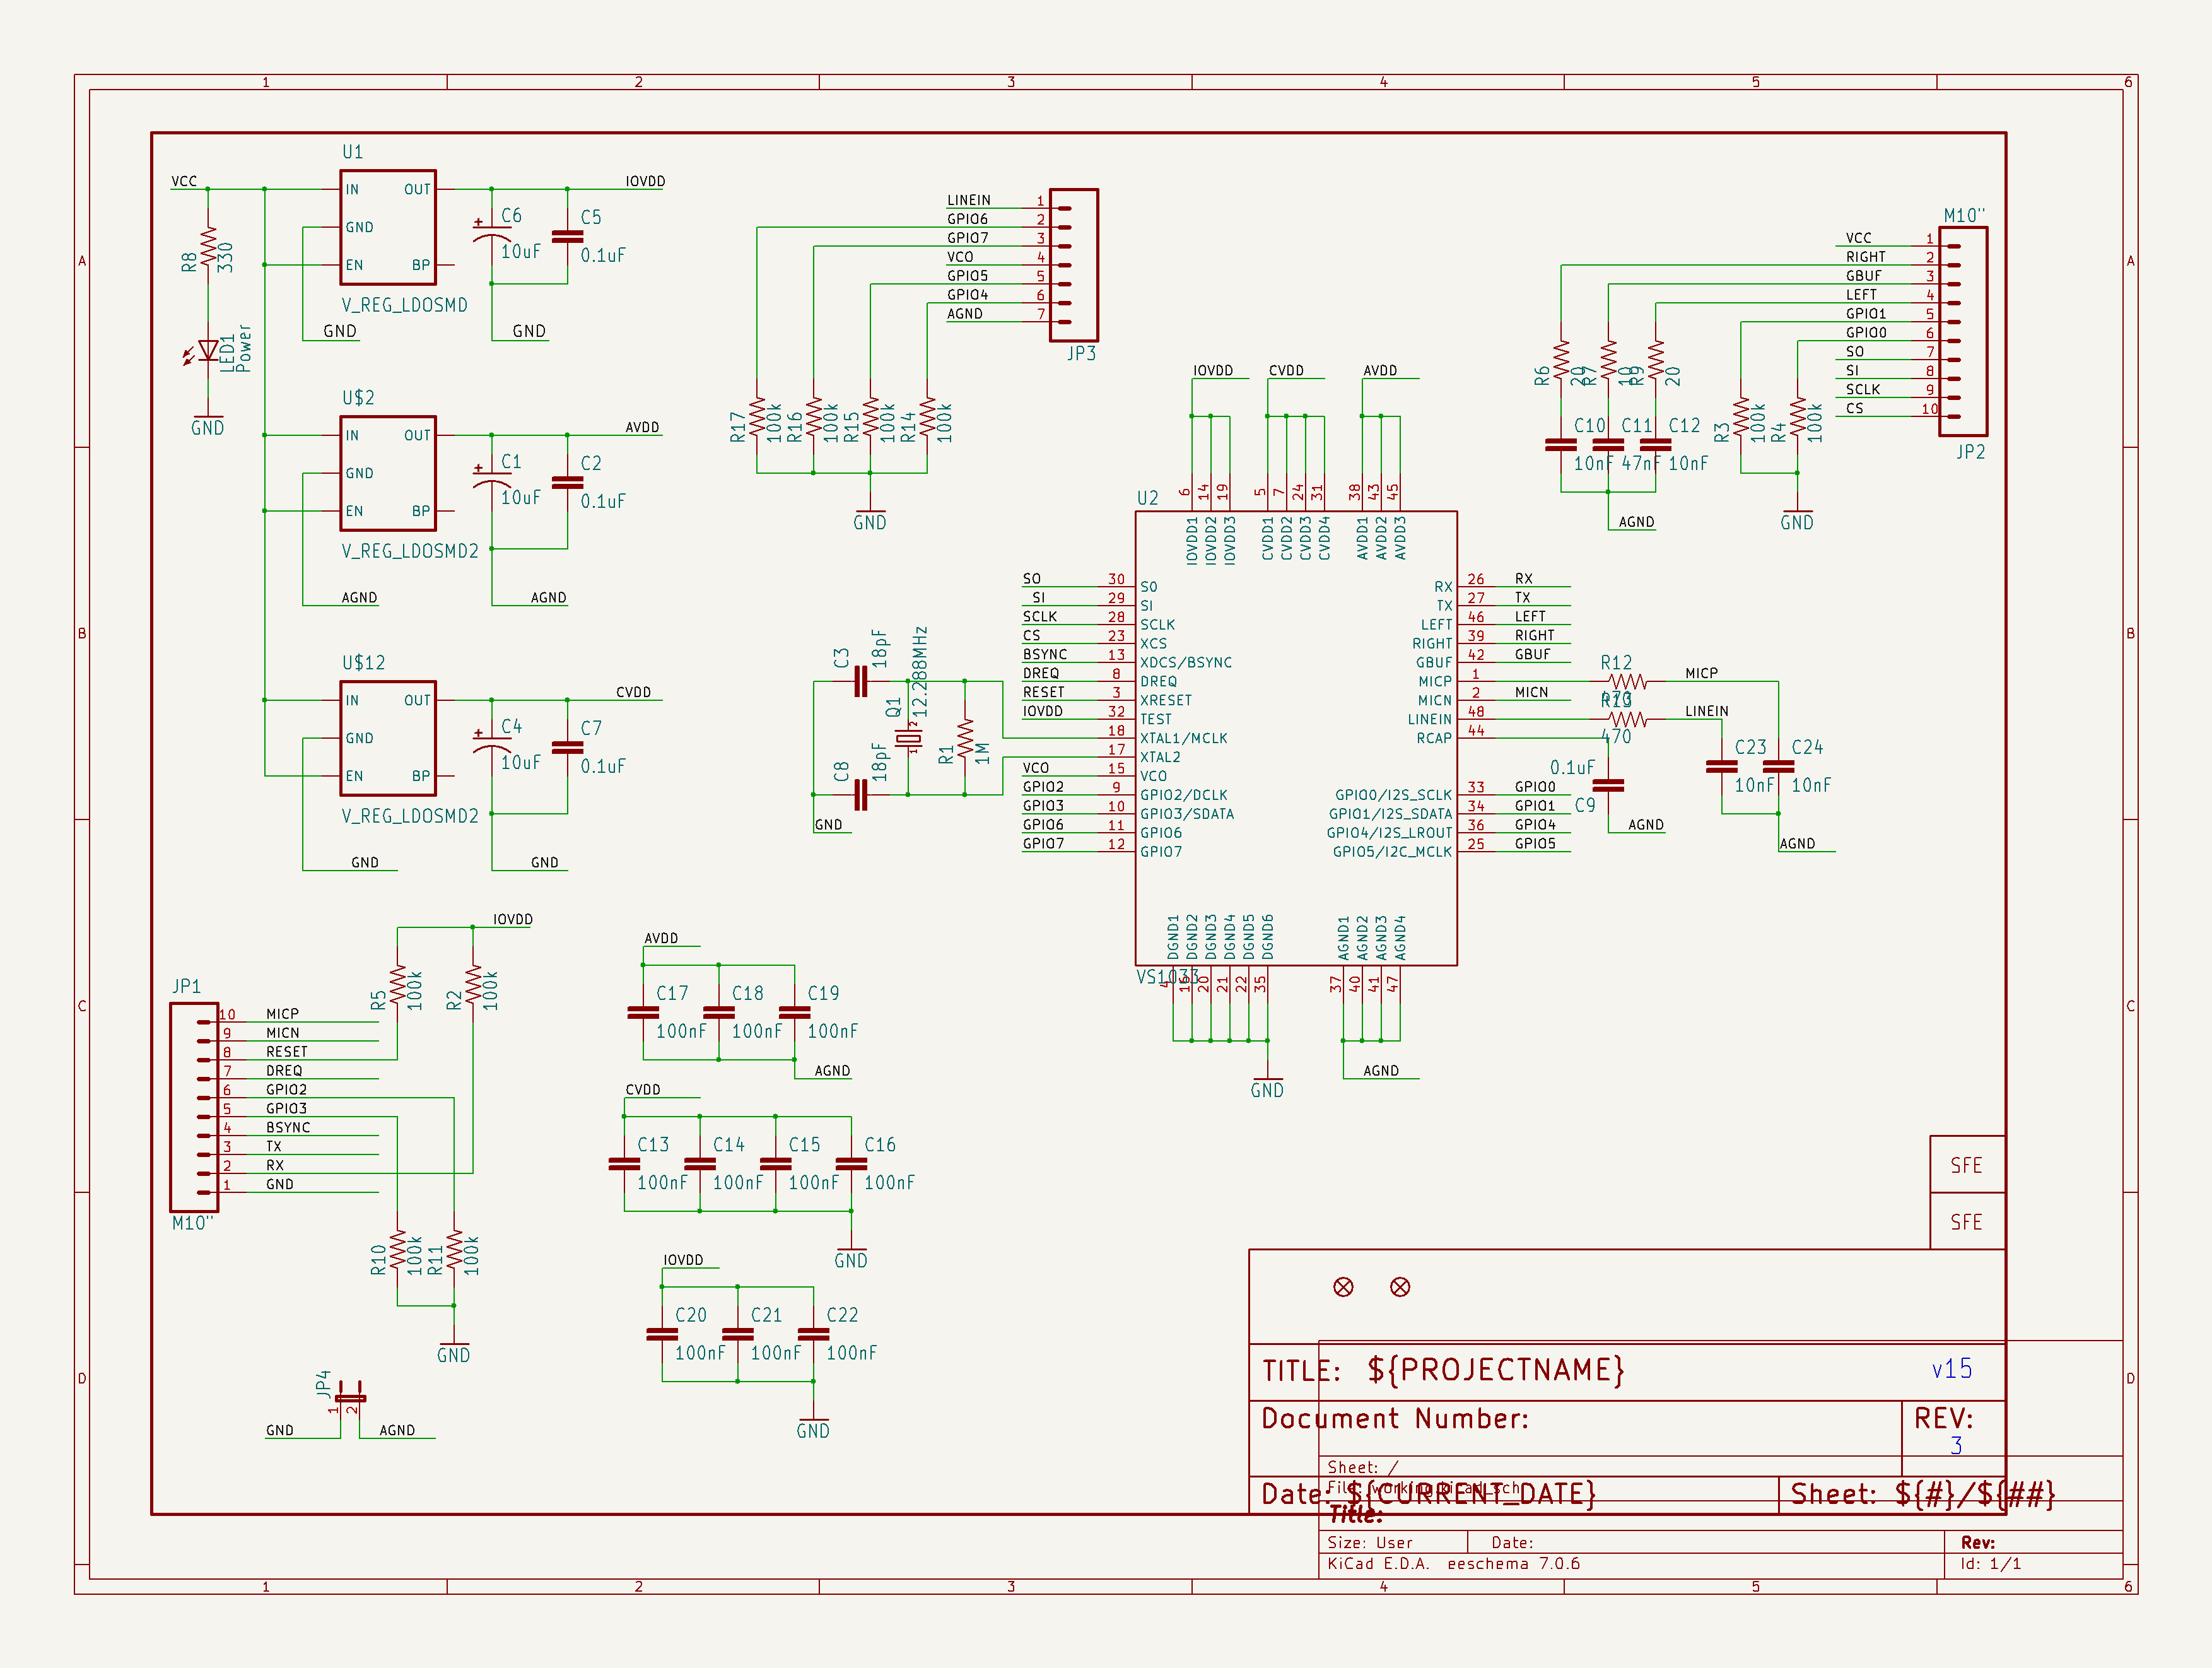 1 2 3 4 5 6
A
B
C
D
A
B
C
D
1 2 3 4 5 6
U1
VCC
IN OUT
GND
EN BP
V_REG_LDOSMD
IOVDD
C6
10uF
C5
0.1uF
GND
GND
R8
330
LED1
Power
GND
U$2
IN OUT
GND
EN BP
V_REG_LDOSMD2
AVDD
C1
10uF
C2
0.1uF
AGND
AGND
U$12
IN OUT
GND
EN BP
V_REG_LDOSMD2
CVDD
C4
10uF
C7
0.1uF
GND
GND
LINEIN 1
GPIO6 2
GPIO7 3
VCO 4
GPIO5 5
GPIO4 6
AGND 7
JP3
R17 100k
R16 100k
R15 100k
R14 100k
GND
M10"
VCC 1
RIGHT 2
GBUF 3
LEFT 4
GPIO1 5
GPIO0 6
SO 7
SI 8
SCLK 9
CS 10
JP2
R6 20
R7 10
R9 20
C10 C11 C12
10nF 47nF 10nF
AGND
R3 100k
R4 100k
GND
IOVDD CVDD AVDD
U2
6 14 19 5 7 24 31 38 43 45
IOVDD1 IOVDD2 IOVDD3 CVDD1 CVDD2 CVDD3 CVDD4 AVDD1 AVDD2 AVDD3
SO 30 SO
SI 29 SI
SCLK 28 SCLK
CS 23 XCS
BSYNC 13 XDCS/BSYNC
DREQ 8 DREQ
RESET 3 XRESET
IOVDD 32 TEST
18 XTAL1/MCLK
17 XTAL2
VCO 15 VCO
GPIO2 9 GPIO2/DCLK
GPIO3 10 GPIO3/SDATA
GPIO6 11 GPIO6
GPIO7 12 GPIO7
RX 26 RX
TX 27 TX
LEFT 46 LEFT
RIGHT 39 RIGHT
GBUF 42 GBUF
MICP 1
MICN 2 MICN
LINEIN 48
RCAP 44
GPIO0/I2S_SCLK 33 GPIO0
GPIO1/I2S_SDATA 34 GPIO1
GPIO4/I2S_LROUT 36 GPIO4
GPIO5/I2C_MCLK 25 GPIO5
DGND1 DGND2 DGND3 DGND4 DGND5 DGND6 AGND1 AGND2 AGND3 AGND4
VS1033
4 16 20 21 22 35 37 40 41 47
GND
AGND
C3 18pF
C8 18pF
Q1 12.288MHz
2
1
R1 1M
GND
R12
470
MICP
R13
470
LINEIN
0.1uF
C9
AGND
C23 C24
10nF 10nF
AGND
IOVDD
R5 100k
R2 100k
JP1
10 MICP
9 MICN
8 RESET
7 DREQ
6 GPIO2
5 GPIO3
4 BSYNC
3 TX
2 RX
1 GND
M10"
R10 100k
R11 100k
GND
JP4
1 2
GND AGND
AVDD
C17 C18 C19
100nF 100nF 100nF
AGND
CVDD
C13 C14 C15 C16
100nF 100nF 100nF 100nF
GND
IOVDD
C20 C21 C22
100nF 100nF 100nF
GND
SFE
SFE
TITLE: ${PROJECTNAME} v15
Document Number: REV:
3
Sheet: /
File: working.kicad_sch
Date: ${CURRENT_DATE} Sheet: ${#}/${##}
Title:
Size: User Date: Rev:
KiCad E.D.A. eeschema 7.0.6 Id: 1/1